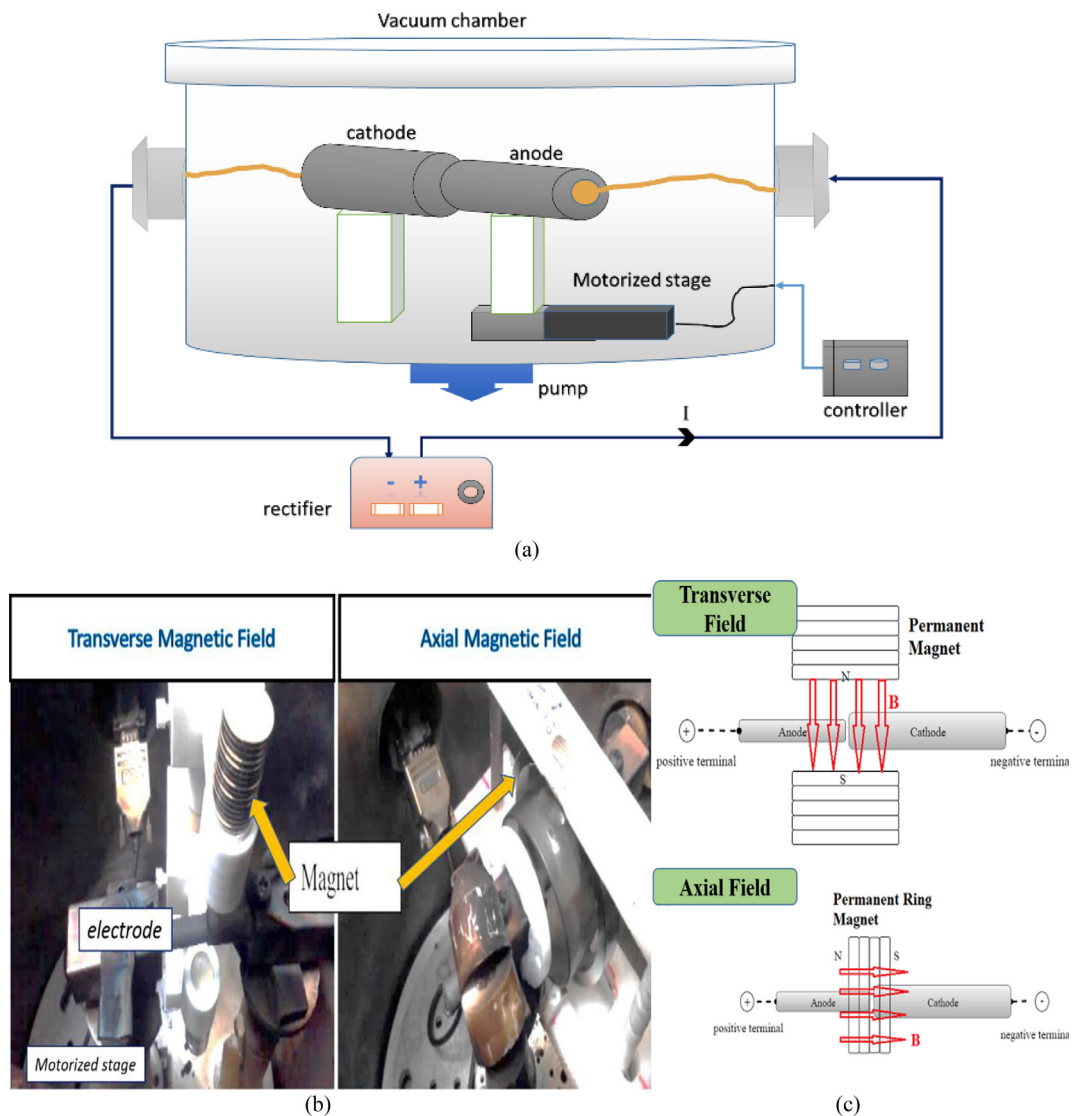 Vacuum chamber
cathode
anode
Motorized stage
pump
controller
I
- +
rectifier
(a)
Transverse Magnetic Field
Axial Magnetic Field
Magnet
electrode
Motorized stage
(b)
Transverse
Field
Permanent
Magnet
N
B
+
Anode
Cathode
-
positive terminal
negative terminal
S
Axial Field
Permanent Ring
Magnet
N
S
+
Anode
Cathode
-
positive terminal
negative terminal
B
(c)